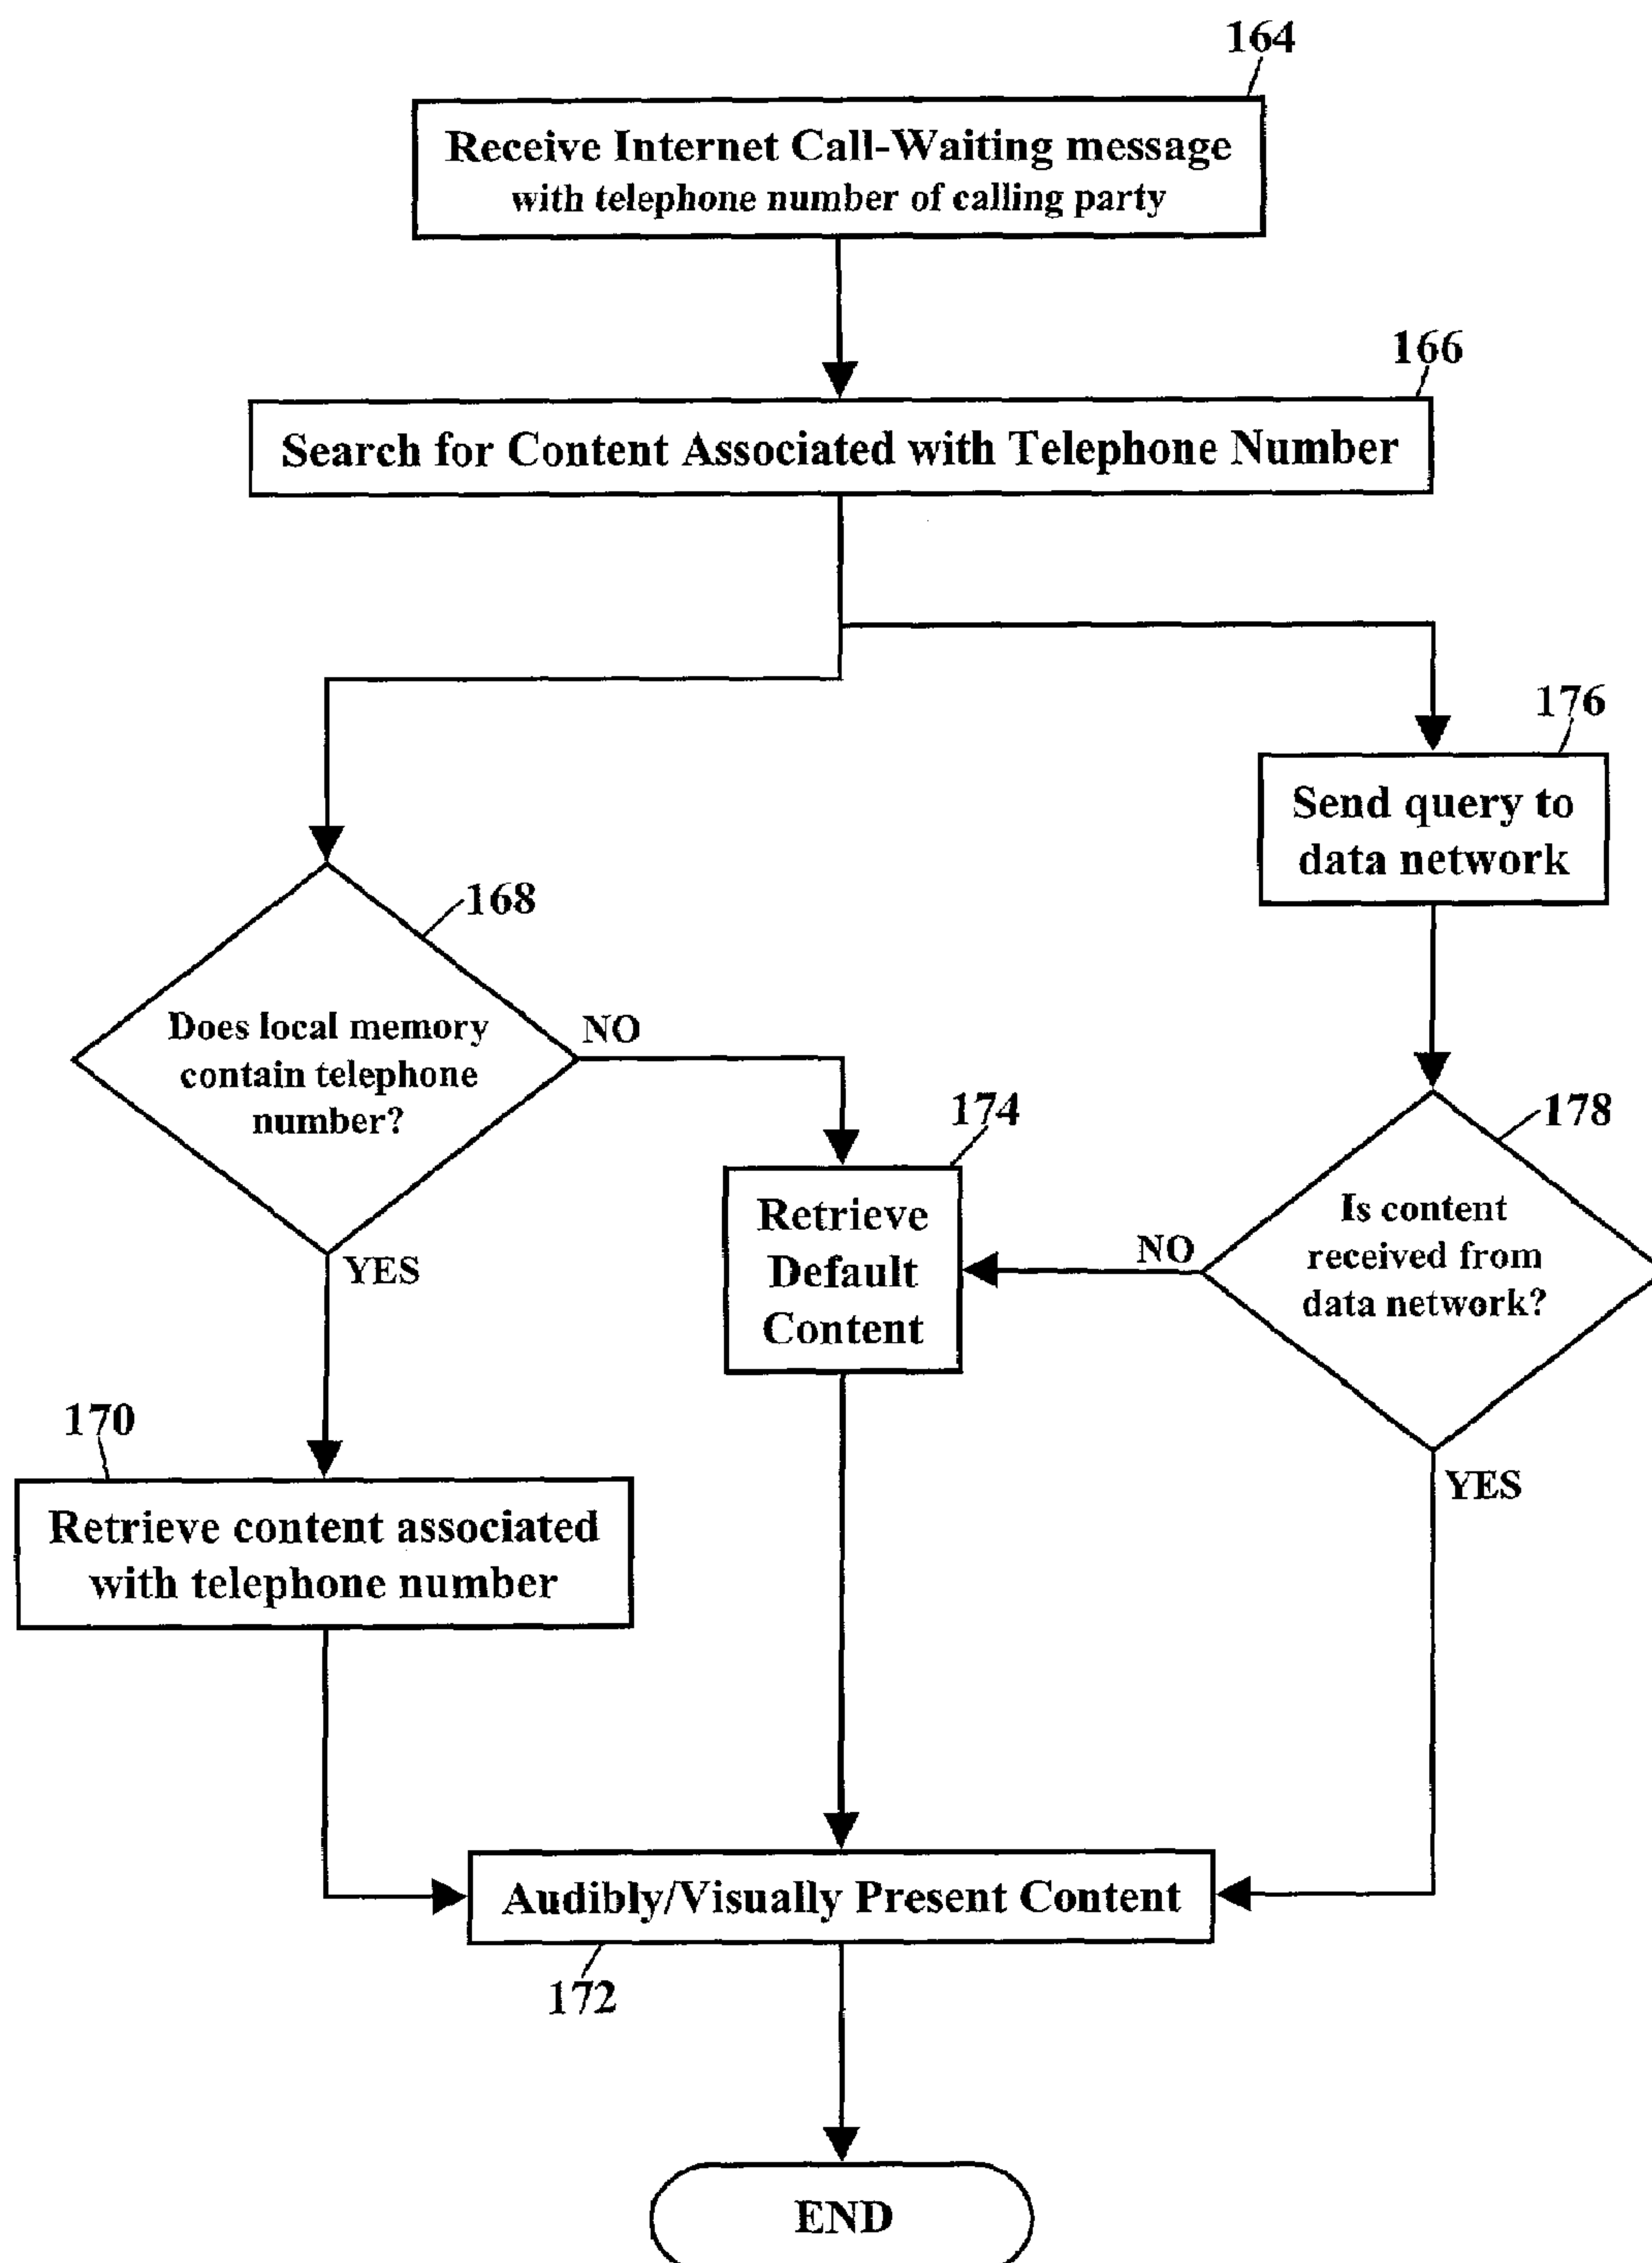 164
Receive Internet Call-Waiting message
with telephone number of calling party
166
Search for Content Associated with Telephone Number
176
Send query to
data network
168
Does local memory
contain telephone
number?
NO
YES
174
Retrieve
Default
Content
178
Is content
received from
data network?
NO
YES
170
Retrieve content associated
with telephone number
Audibly/Visually Present Content
172
END